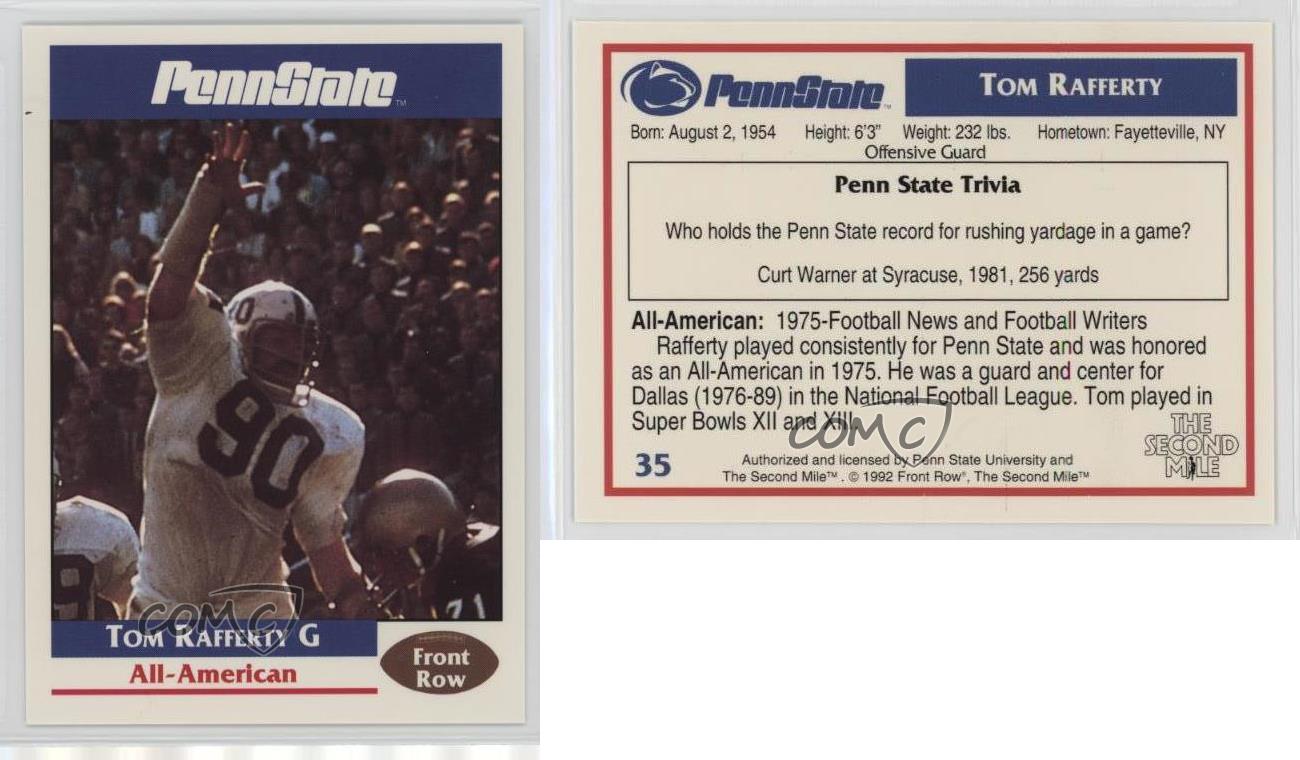 PennState™
90
90
9
71
TOM RAFFERTY G
All-American
Front
Row
COMC
PennState™
TOM RAFFERTY
Born: August 2, 1954 Height: 6'3" Weight: 232 lbs. Hometown: Fayetteville, NY
Offensive Guard
Penn State Trivia
Who holds the Penn State record for rushing yardage in a game?
Curt Warner at Syracuse, 1981, 256 yards
All-American: 1975-Football News and Football Writers
Rafferty played consistently for Penn State and was honored
as an All-American in 1975. He was a guard and center for
Dallas (1976-89) in the National Football League. Tom played in
Super Bowls XII and XIII.
COMC
THE
SECOND
MILE
35
Authorized and licensed by Penn State University and
The Second Mile™. © 1992 Front Row®, The Second Mile™